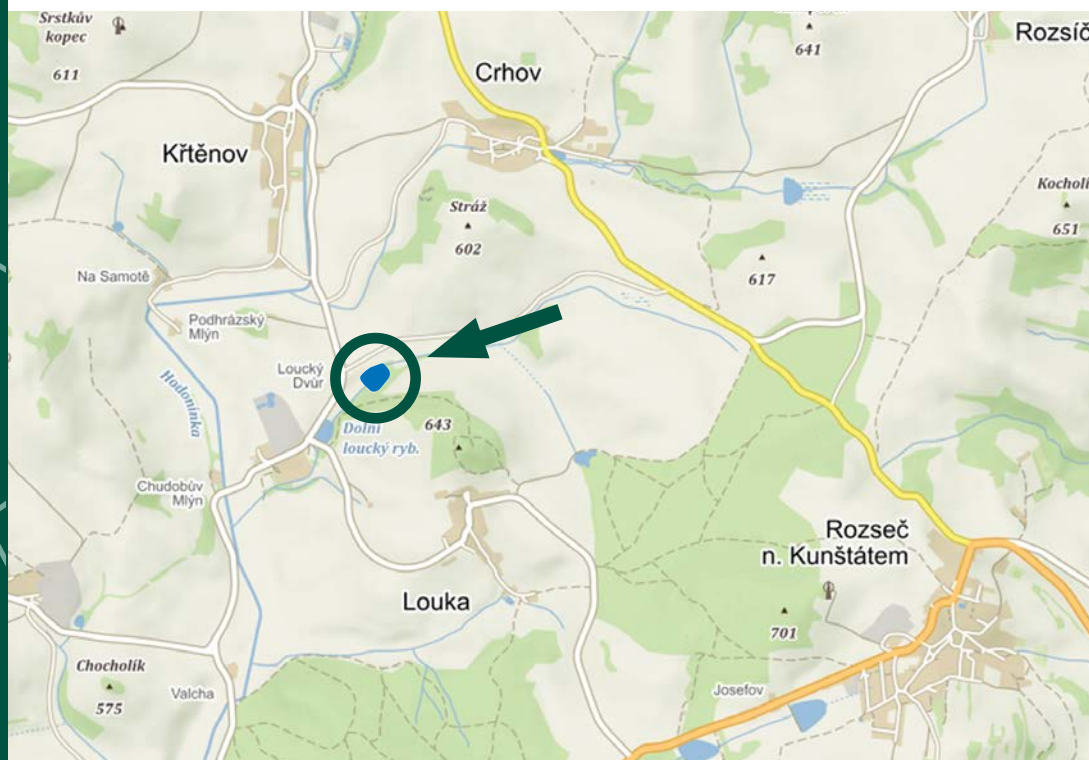 Srstkův
kopec
611
641
Rozsíč
Crhov
Křtěnov
Stráž
602
Kocholí
651
617
Na Samotě
Podhrázský
Mlýn
Loucký
Dvůr
Hodonínka
Dolní
loucký ryb.
643
Chudobův
Mlýn
Rozseč
n. Kunštátem
Louka
701
Chocholík
575
Valcha
Josefov